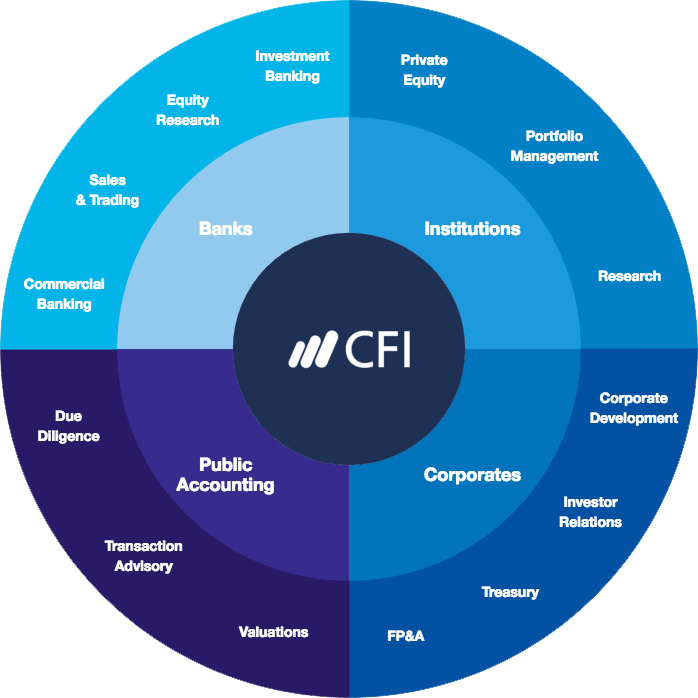 Investment
Banking
Equity
Research
Sales
& Trading
Commercial
Banking
Banks
Private
Equity
Portfolio
Management
Research
Institutions
CFI
Due
Diligence
Transaction
Advisory
Valuations
Public
Accounting
Corporate
Development
Investor
Relations
Treasury
FP&A
Corporates